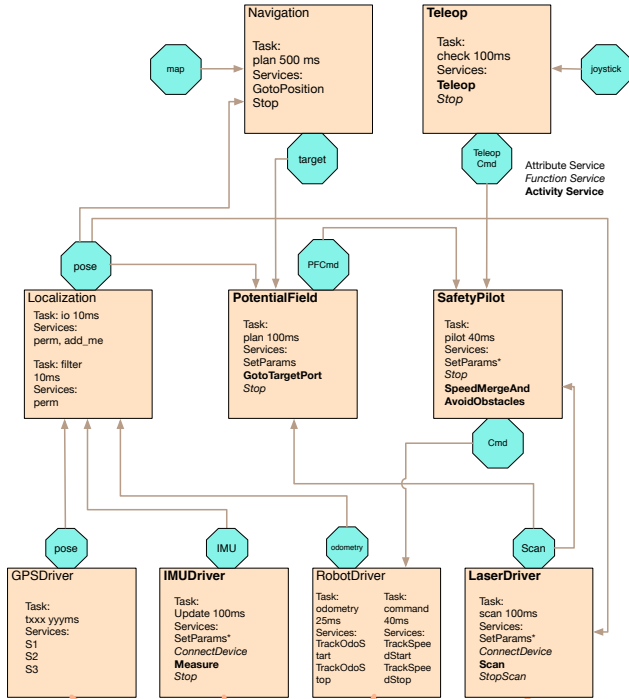 Navigation
Task:
plan 500 ms
Services:
GotoPosition
Stop
map
Teleop
Task:
check 100ms
Services:
Teleop
Stop
joystick
target
Teleop
Cmd
Attribute Service
Function Service
Activity Service
pose
PFCmd
Localization
Task: io 10ms
Services:
perm, add_me
Task: filter
10ms
Services:
perm
PotentialField
Task:
plan 100ms
Services:
SetParams
GotoTargetPort
Stop
SafetyPilot
Task:
pilot 40ms
Services:
SetParams*
Stop
SpeedMergeAnd
AvoidObstacles
Cmd
pose
IMU
odometry
Scan
GPSDriver
Task:
txxx yyyms
Services:
S1
S2
S3
IMUDriver
Task:
Update 100ms
Services:
SetParams*
ConnectDevice
Measure
Stop
RobotDriver
Task:
odometry
25ms
Services:
TrackOdoS
tart
TrackOdoS
top
Task:
command
40ms
Services:
TrackSpee
dStart
TrackSpee
dStop
LaserDriver
Task:
scan 100ms
Services:
SetParams*
ConnectDevice
Scan
StopScan